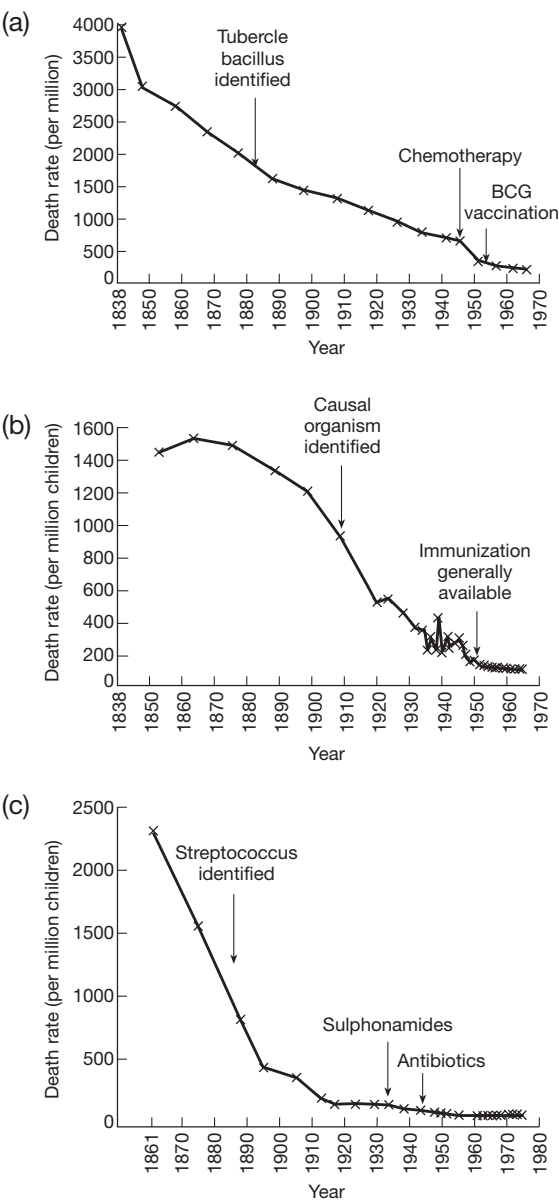 (a)
Death rate (per million)
4000
3500
3000
2500
2000
1500
1000
500
0
Tubercle
bacillus
identified
Chemotherapy
BCG
vaccination
1838
1850
1860
1870
1880
1890
1900
1910
1920
1930
1940
1950
1960
1970
Year
(b)
Death rate (per million children)
1600
1400
1200
1000
800
600
400
200
0
Causal
organism
identified
Immunization
generally
available
1838
1850
1860
1870
1880
1890
1900
1910
1920
1930
1940
1950
1960
1970
Year
(c)
Death rate (per million children)
2500
2000
1500
1000
500
0
Streptococcus
identified
Sulphonamides
Antibiotics
1861
1870
1880
1890
1900
1910
1920
1930
1940
1950
1960
1970
1980
Year